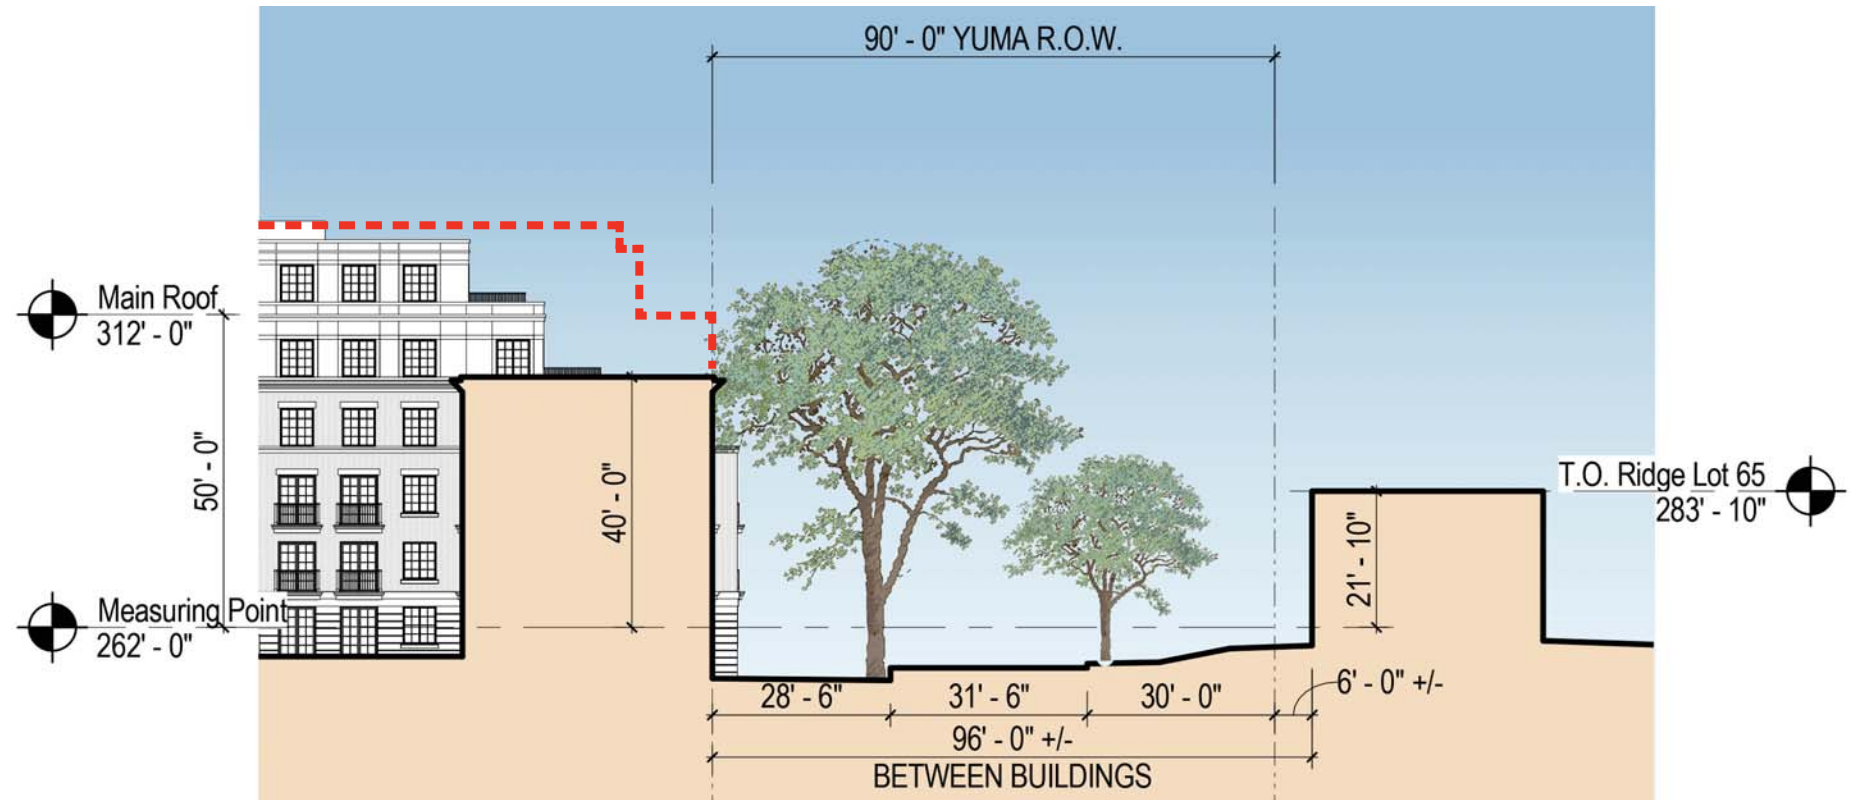 90' - 0" YUMA R.O.W.
Main Roof
312' - 0"
50' - 0"
40' - 0"
T.O. Ridge Lot 65
283' - 10"
21' - 10"
Measuring Point
262' - 0"
28' - 6"
31' - 6"
30' - 0"
6' - 0" +/-
96' - 0" +/-
BETWEEN BUILDINGS